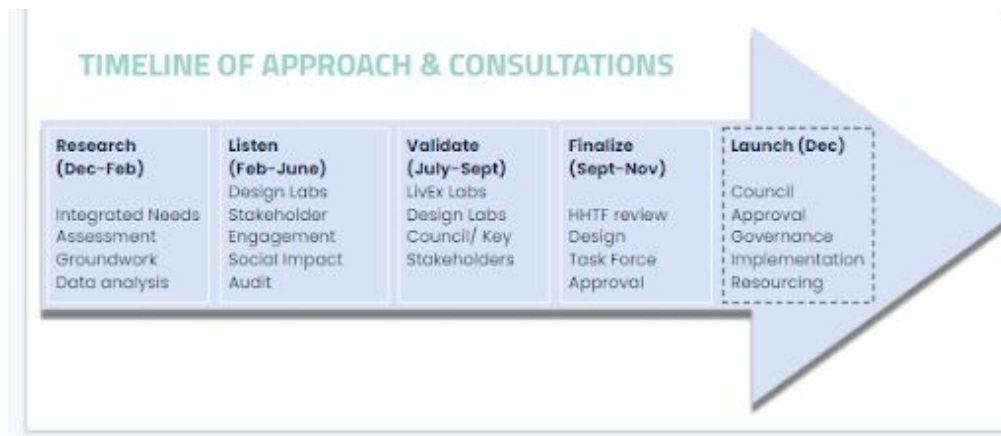 TIMELINE OF APPROACH & CONSULTATIONS
Research
(Dec-Feb)
Integrated Needs
Assessment
Groundwork
Data analysis
Listen
(Feb-June)
Design Labs
Stakeholder
Engagement
Social Impact
Audit
Validate
(July-Sept)
LivEx Labs
Design Labs
Council/ Key
Stakeholders
Finalize
(Sept-Nov)
HHTF review
Design
Task Force
Approval
Launch (Dec)
Council
Approval
Governance
Implementation
Resourcing